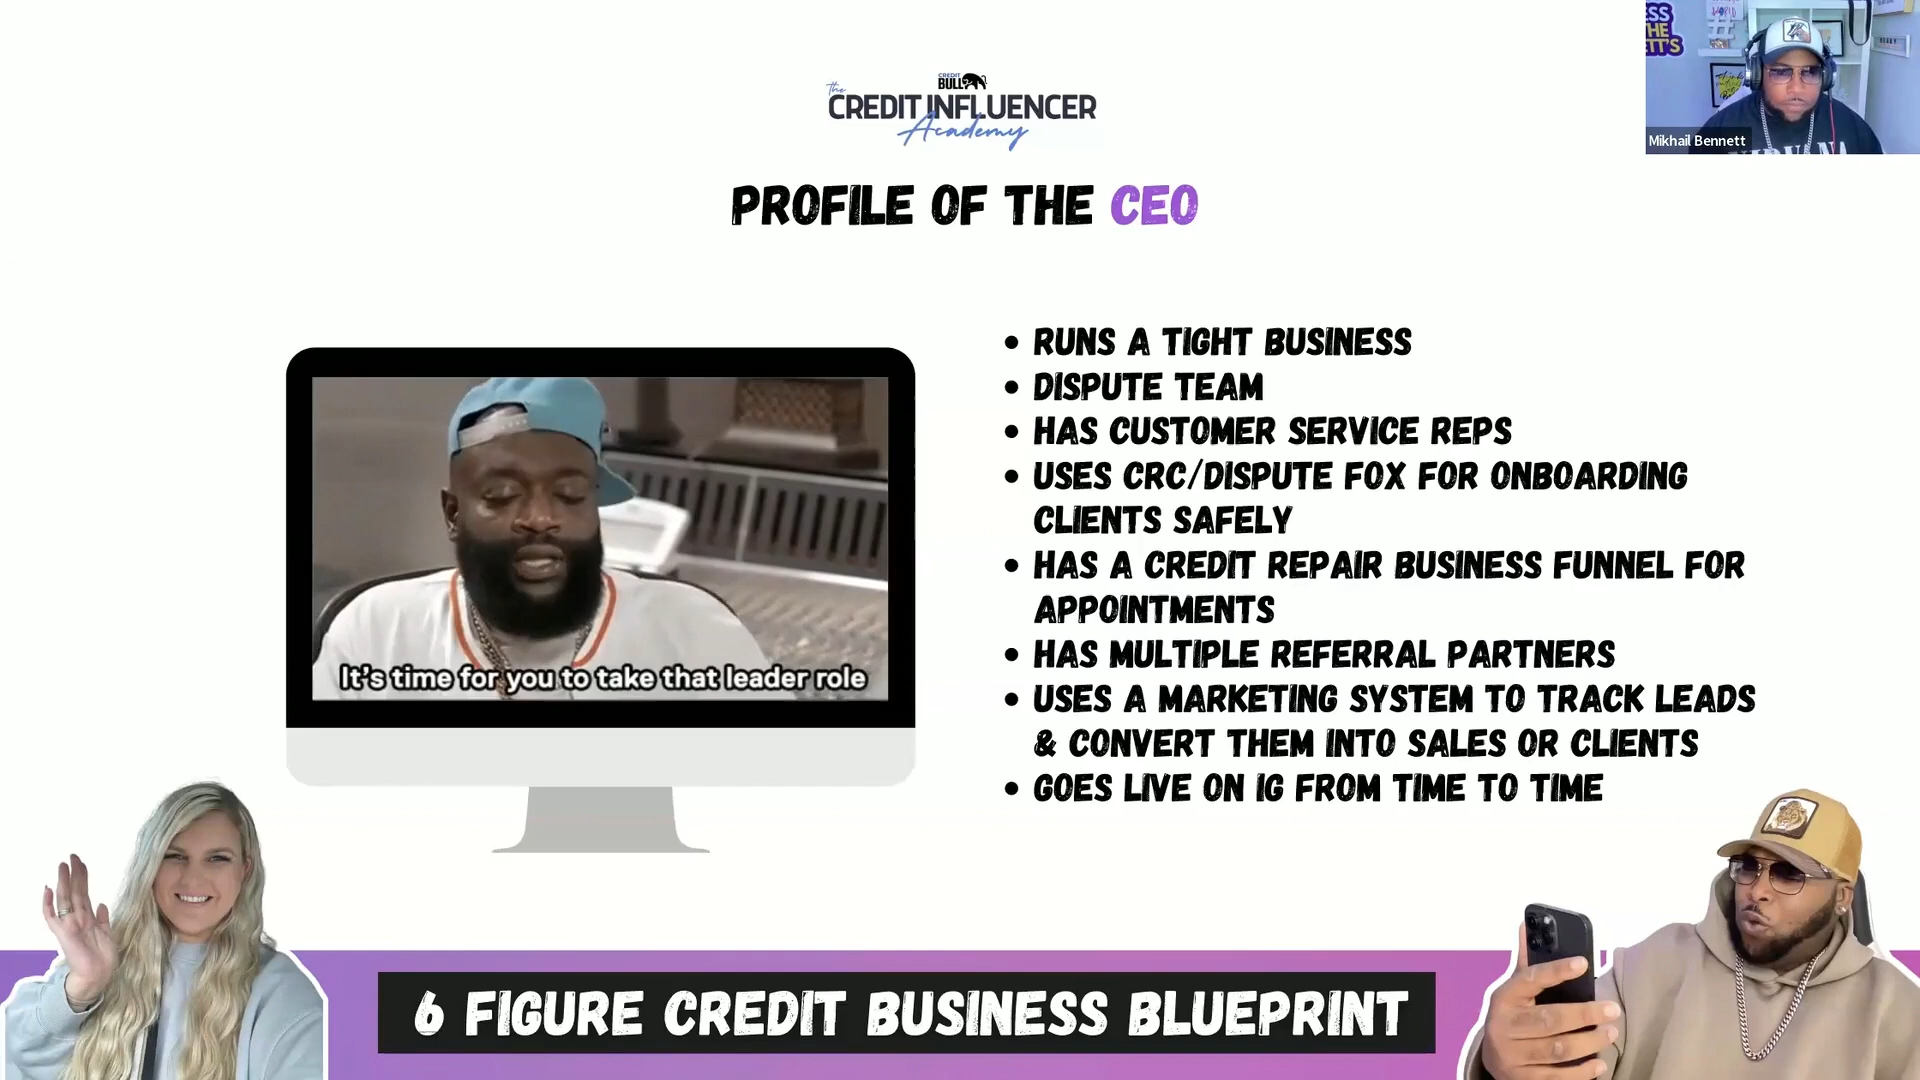 CREDIT
BULL
the
CREDIT INFLUENCER
Academy
PROFILE OF THE CEO
Mikhail Bennett
RUNS A TIGHT BUSINESS
DISPUTE TEAM
HAS CUSTOMER SERVICE REPS
USES CRC/DISPUTE FOX FOR ONBOARDING
CLIENTS SAFELY
HAS A CREDIT REPAIR BUSINESS FUNNEL FOR
APPOINTMENTS
HAS MULTIPLE REFERRAL PARTNERS
USES A MARKETING SYSTEM TO TRACK LEADS
& CONVERT THEM INTO SALES OR CLIENTS
GOES LIVE ON IG FROM TIME TO TIME
It's time for you to take that leader role
6 FIGURE CREDIT BUSINESS BLUEPRINT